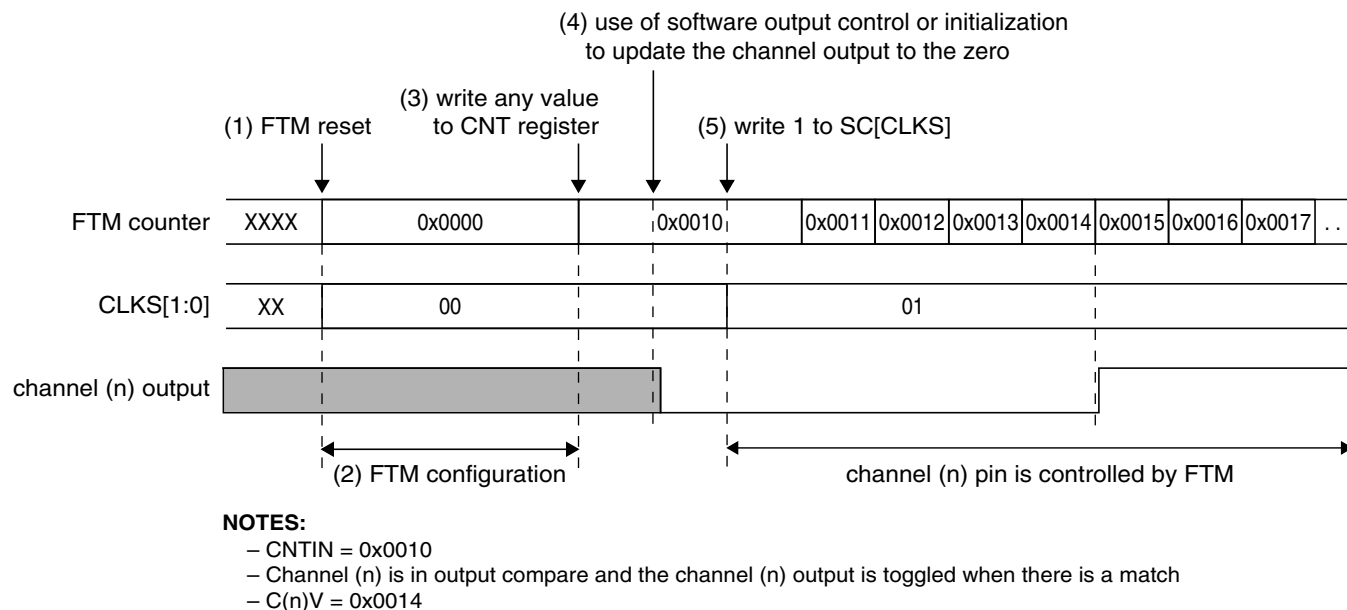 (4) use of software output control or initialization
to update the channel output to the zero
(3) write any value
to CNT register
(1) FTM reset
(5) write 1 to SC[CLKS]
FTM counter XXXX 0x0000 0x0010 0x0011 0x0012 0x0013 0x0014 0x0015 0x0016 0x0017 . .
CLKS[1:0] XX 00 01
channel (n) output
(2) FTM configuration
channel (n) pin is controlled by FTM
NOTES:
– CNTIN = 0x0010
– Channel (n) is in output compare and the channel (n) output is toggled when there is a match
– C(n)V = 0x0014